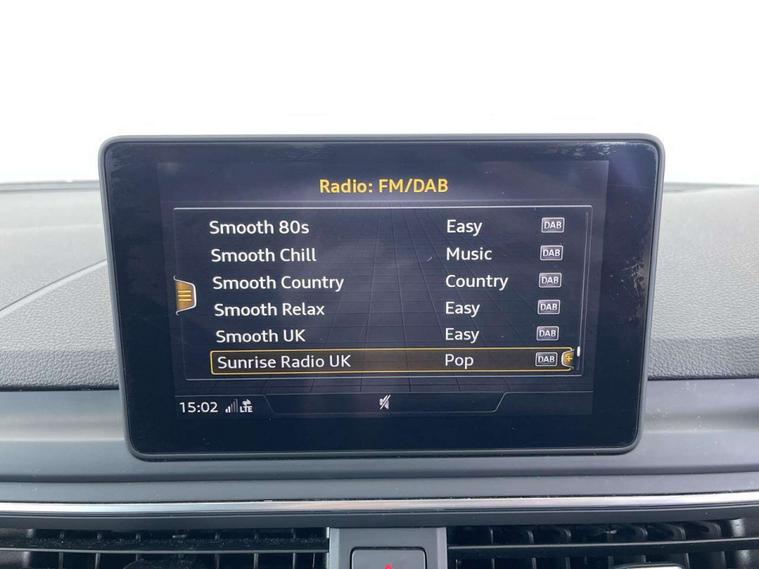 Radio: FM/DAB
Smooth 80s Easy DAB
Smooth Chill Music DAB
Smooth Country Country DAB
Smooth Relax Easy DAB
Smooth UK Easy DAB
Sunrise Radio UK Pop DAB
15:02 LTE